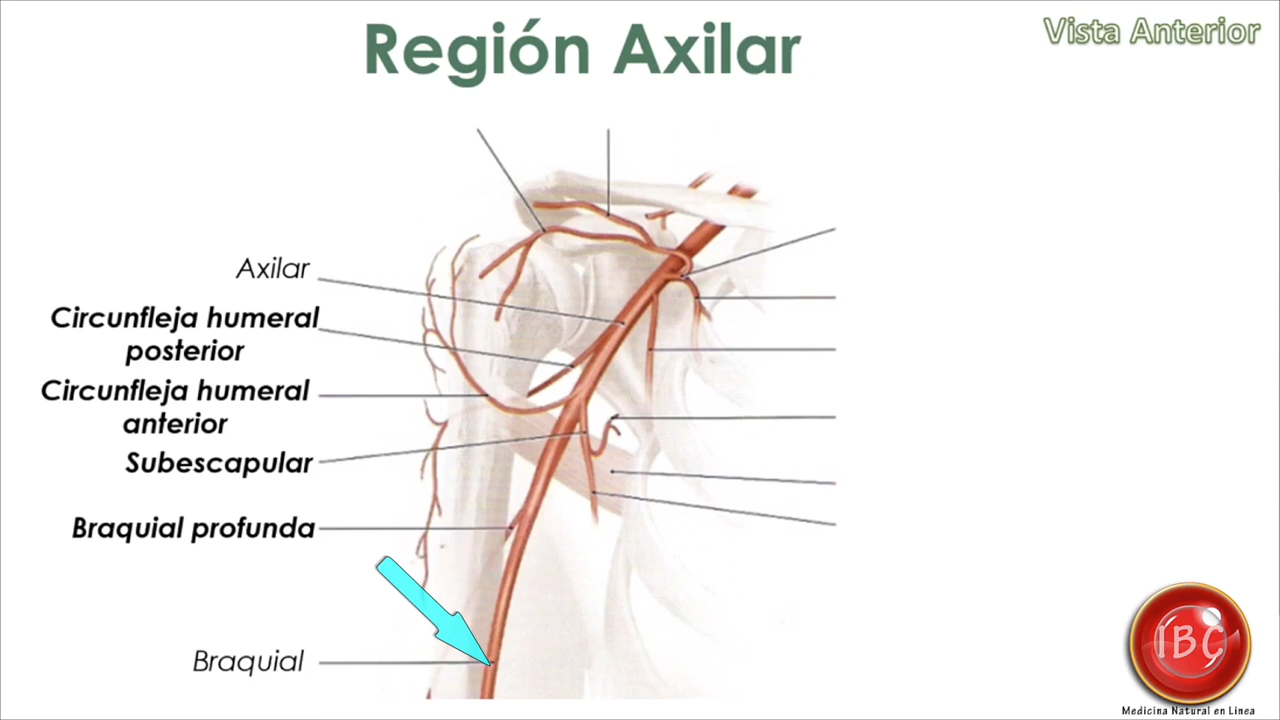 Región Axilar
Vista Anterior
Axilar
Circunfleja humeral
posterior
Circunfleja humeral
anterior
Subescapular
Braquial profunda
Braquial
IBC
Medicina Natural en Linea